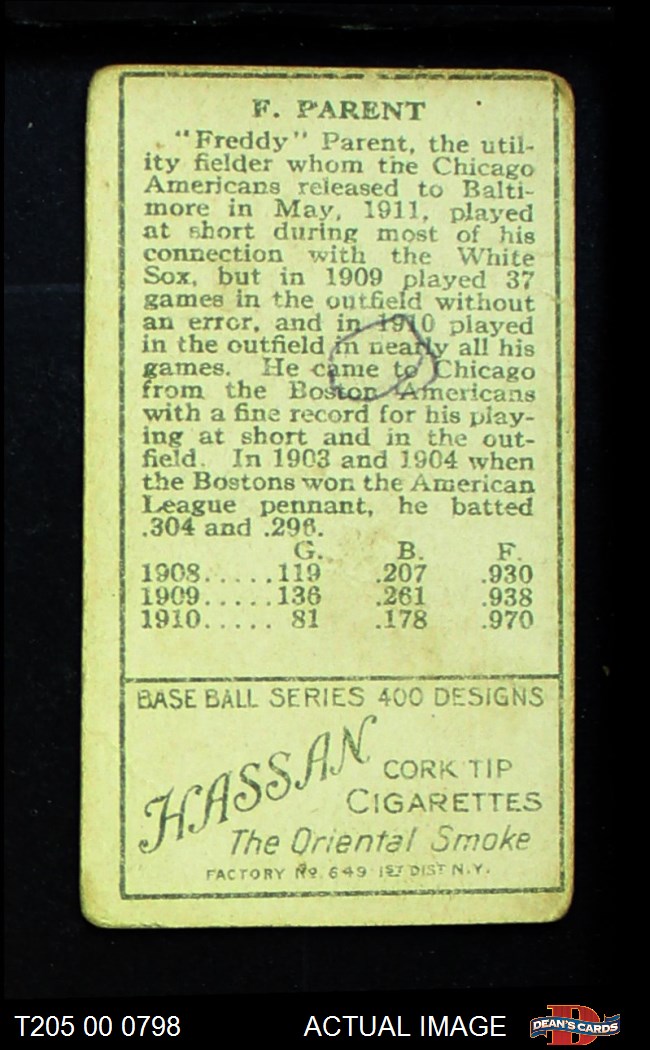 F. PARENT
"Freddy" Parent, the util-
ity fielder whom the Chicago
Americans released to Balti-
more in May, 1911, played
at short during most of his
connection with the White
Sox, but in 1909 played 37
games in the outfield without
an error, and in 1910 played
in the outfield in nearly all his
games. He came to Chicago
from the Boston Americans
with a fine record for his play-
ing at short and in the out-
field. In 1903 and 1904 when
the Bostons won the American
League pennant, he batted
.304 and .296.
G. B. F.
1908.....119 .207 .930
1909.....136 .261 .938
1910..... 81 .178 .970
BASE BALL SERIES 400 DESIGNS
HASSAN
CORK TIP
CIGARETTES
The Oriental Smoke
FACTORY Nº 649 1ST DIST N.Y.
T205 00 0798 ACTUAL IMAGE
D
DEAN'S CARDS